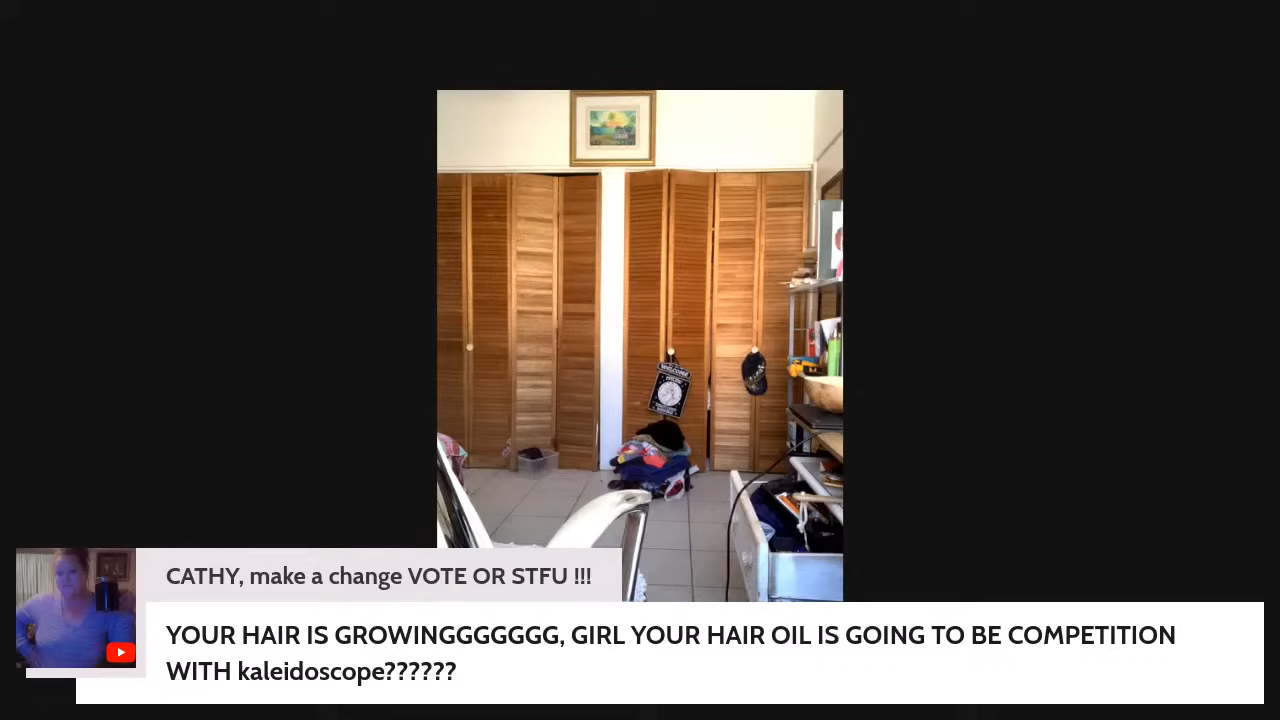 WELCOME
CATHY, make a change VOTE OR STFU !!!
YOUR HAIR IS GROWINGGGGGGG, GIRL YOUR HAIR OIL IS GOING TO BE COMPETITION
WITH kaleidoscope??????